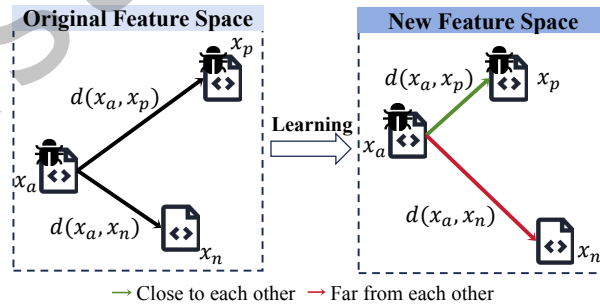 Original Feature Space
New Feature Space
x_p
d(x_a, x_p)
x_a
d(x_a, x_n)
x_n
Learning
d(x_a, x_p)
x_p
x_a
d(x_a, x_n)
x_n
→ Close to each other → Far from each other